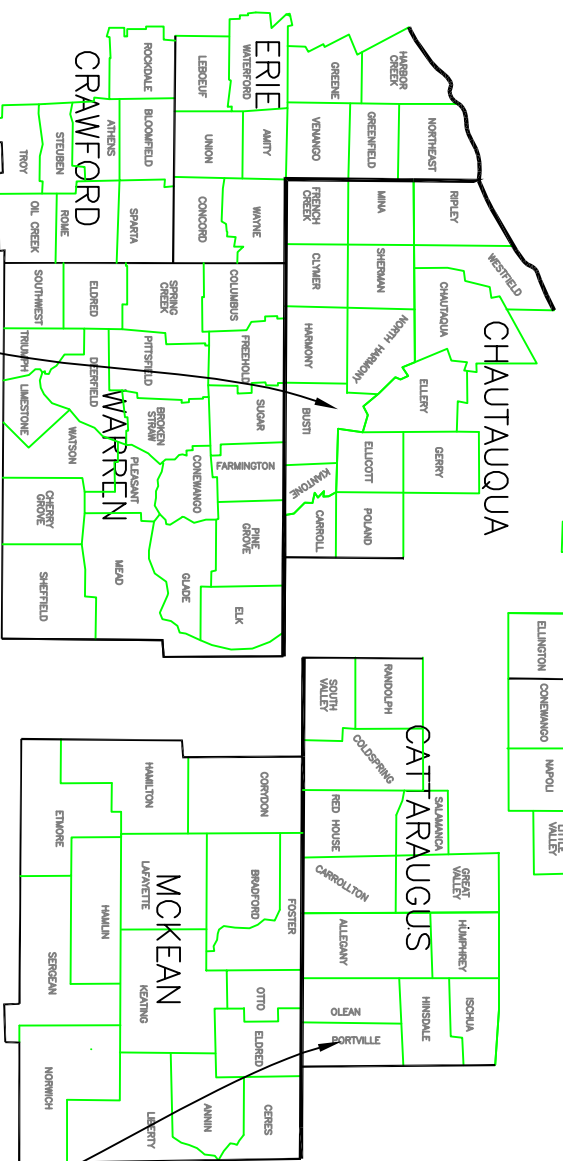 ERIE
HARBOR
CREEK
NORTHEAST
GREENE
GREENFIELD
VENANGO
WATERFORD
AMITY
WAYNE
LEBOEUF
UNION
CONCORD
CRAWFORD
ROCKDALE
BLOOMFIELD
SPARTA
ATHENS
STEUBEN
ROME
TROY
OIL CREEK
CHAUTAUQUA
RIPLEY
WESTFIELD
MINA
SHERMAN
CHAUTAQUA
FRENCH
CREEK
CLYMER
HARMONY
NORTH HARMONY
ELLERY
GERRY
BUSTI
ELLICOTT
POLAND
KIANTONE
CARROLL
WARREN
COLUMBUS
FREEHOLD
SUGAR
FARMINGTON
PINE
GROVE
ELK
SPRING
CREEK
PITTSFIELD
BROKEN
STRAW
CONEWANGO
GLADE
ELDRED
DEERFIELD
PLEASANT
MEAD
SOUTHWEST
TRIUMPH
LIMESTONE
WATSON
CHERRY
GROVE
SHEFFIELD
ELLINGTON
CONEWANGO
NAPOLI
VALLEY
CATTARAUGUS
RANDOLPH
SOUTH
VALLEY
COLDSPRING
RED HOUSE
SALAMANCA
GREAT
VALLEY
CARROLLTON
ALLEGANY
HUMPHREY
ISCHUA
HINSDALE
OLEAN
PORTVILLE
MCKEAN
CORYDON
HAMILTON
ETMORE
BRADFORD
FOSTER
LAFAYETTE
HAMLIN
SERGEAN
KEATING
OTTO
ELDRED
CERES
ANNIN
LIBERTY
NORWICH